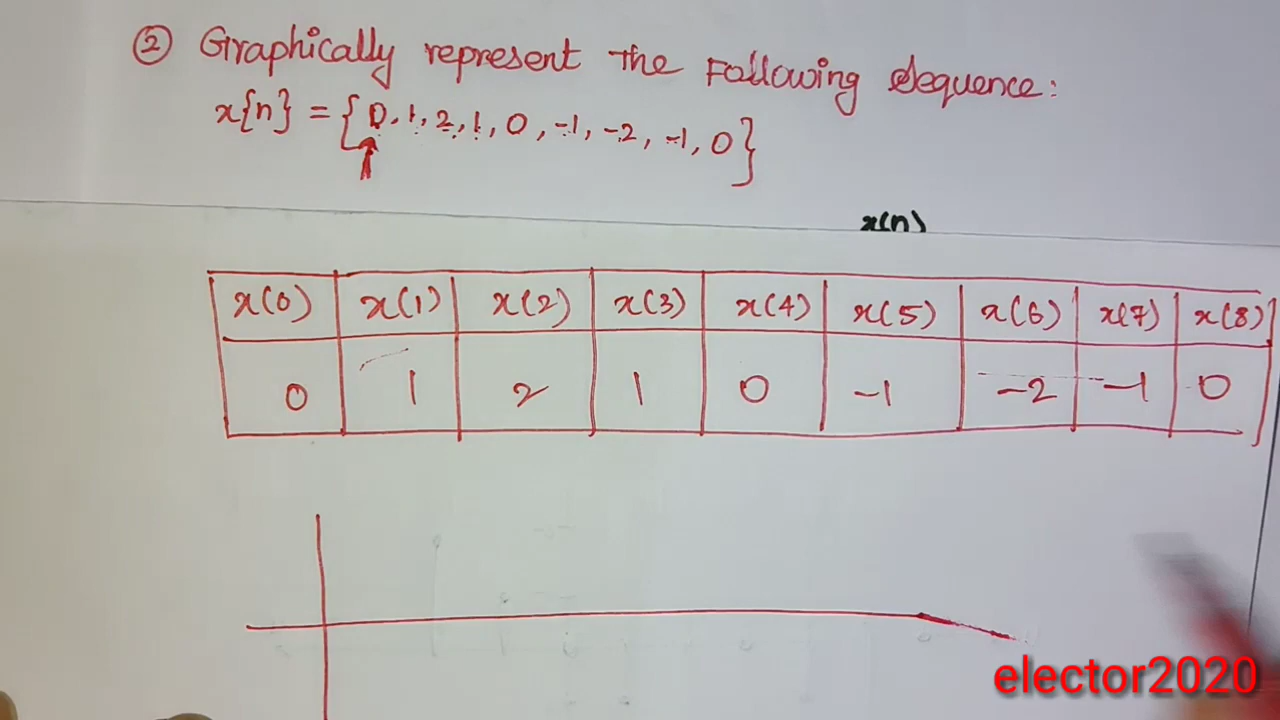 ② Graphically represent the Following Sequence:
x{n} = {0, 1, 2, 1, 0, -1, -2, -1, 0}
x(n)
x(0) x(1) x(2) x(3) x(4) x(5) x(6) x(7) x(8)
0 1 2 1 0 -1 -2 -1 0
elector2020